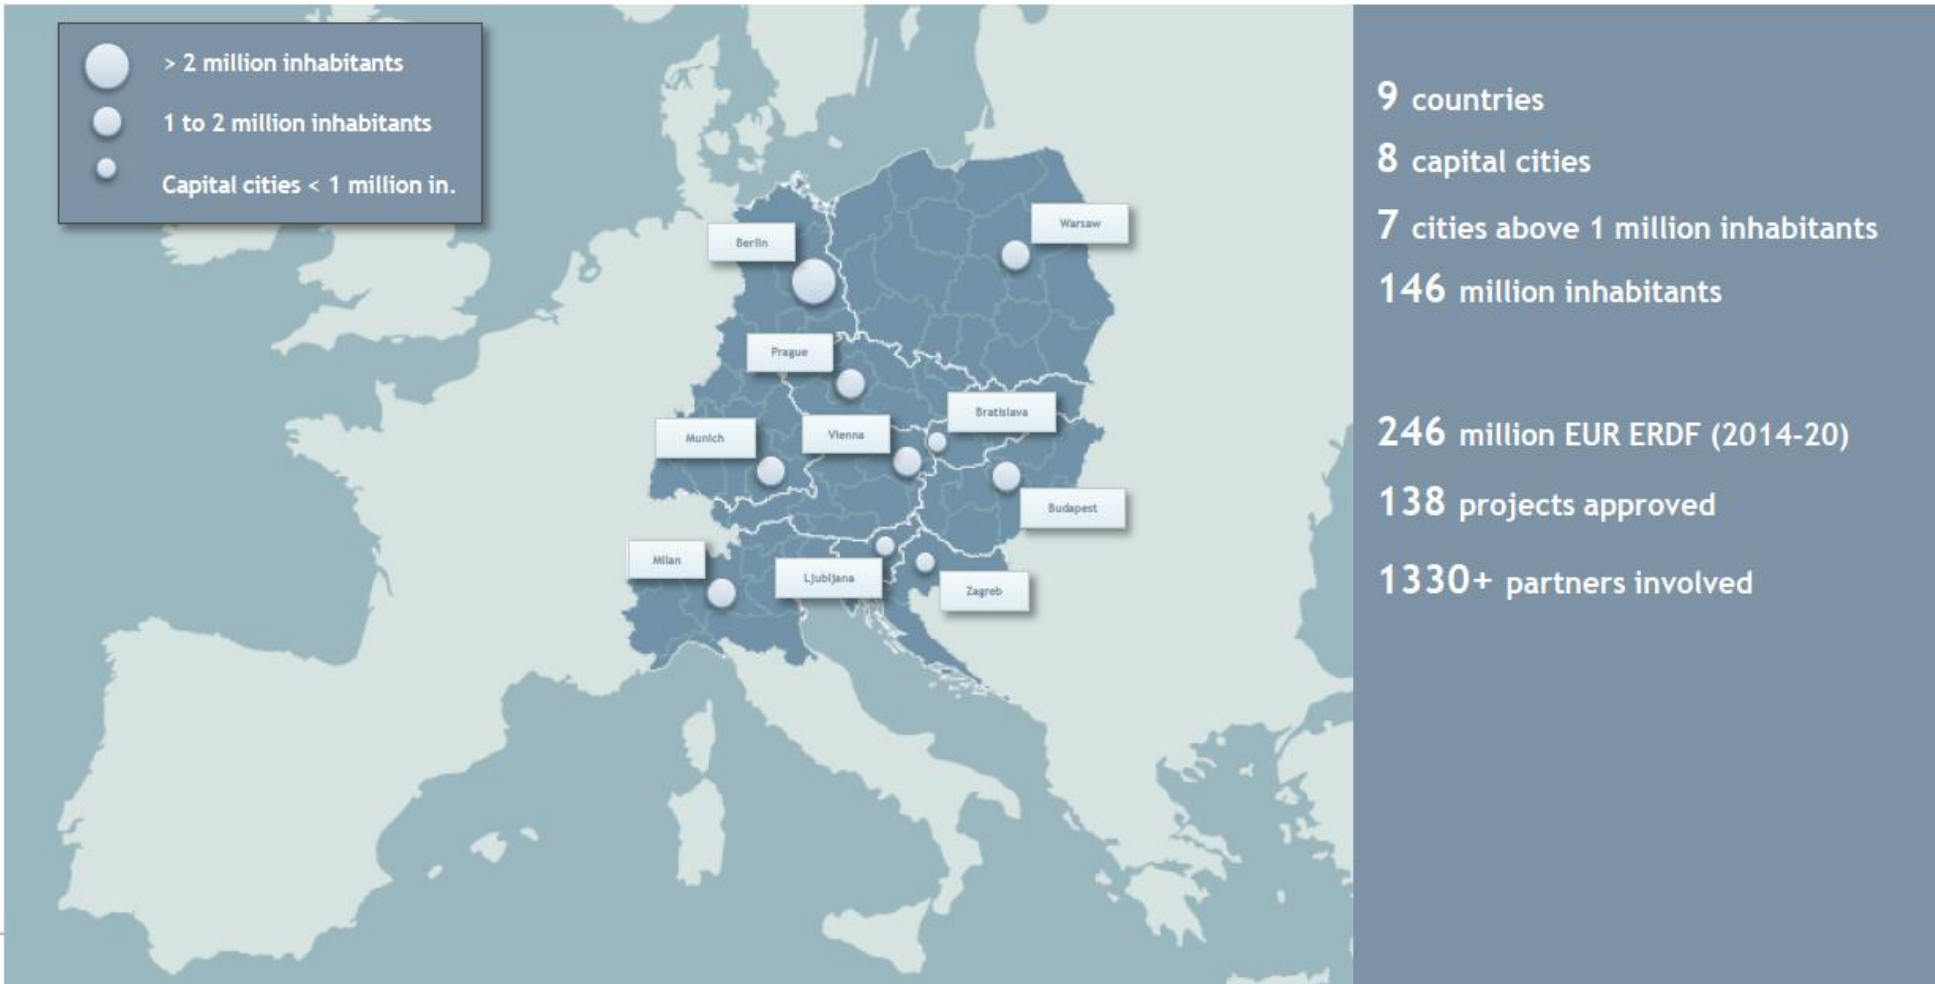 > 2 million inhabitants
1 to 2 million inhabitants
Capital cities < 1 million in.
Warsaw
Berlin
Prague
Bratislava
Munich
Vienna
Budapest
Milan
Ljubljana
Zagreb
9 countries
8 capital cities
7 cities above 1 million inhabitants
146 million inhabitants
246 million EUR ERDF (2014-20)
138 projects approved
1330+ partners involved